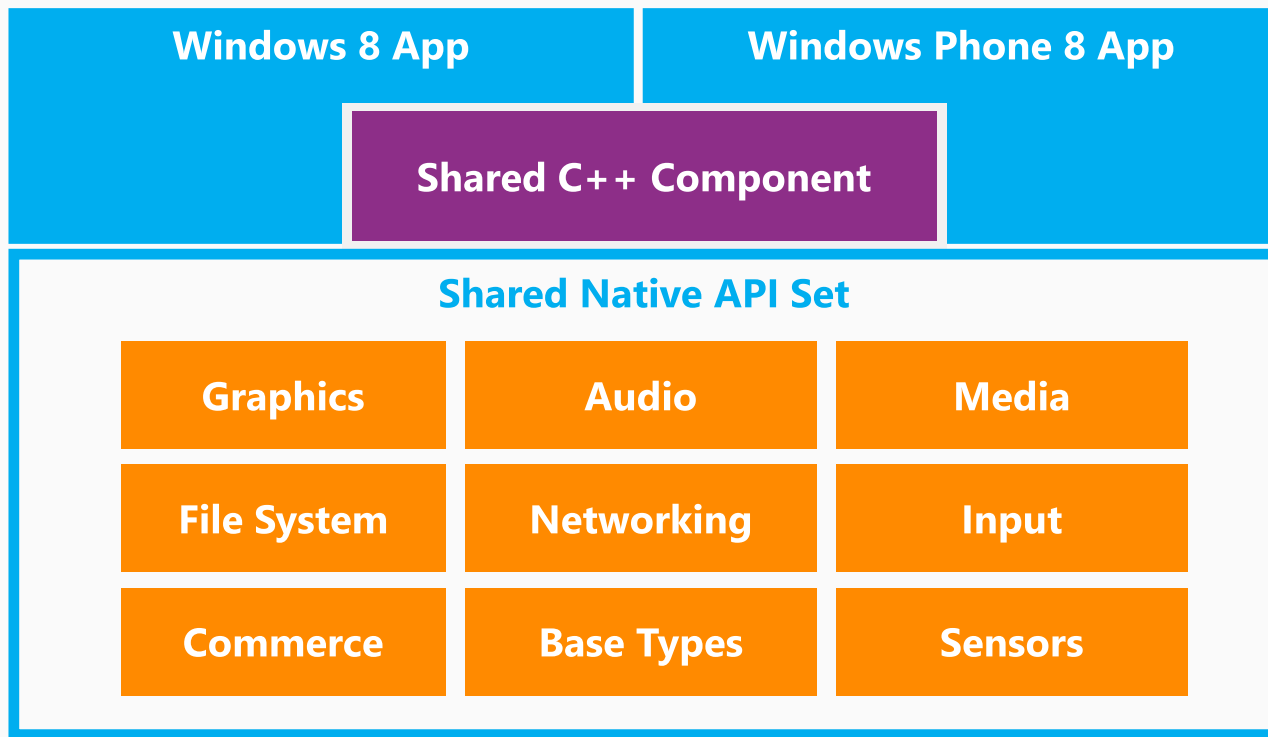 Windows 8 App
Windows Phone 8 App
Shared C++ Component
Shared Native API Set
Graphics
Audio
Media
File System
Networking
Input
Commerce
Base Types
Sensors